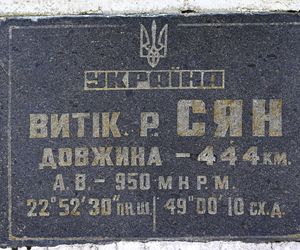 УКРАЇНА
ВИТІК. Р. СЯН
ДОВЖИНА – 444 КМ.
А. В. – 950 М Н Р. М.
22°52'30" ПН.Ш. 49°00'10 СХ.Д.